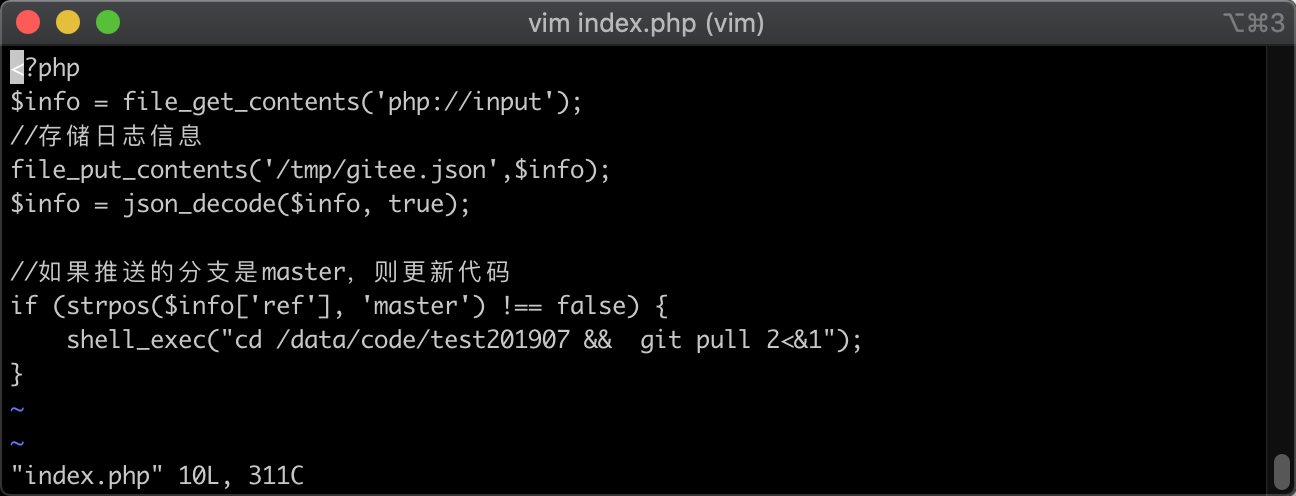 vim index.php (vim)
⌥⌘3
<?php
$info = file_get_contents('php://input');
//存储日志信息
file_put_contents('/tmp/gitee.json',$info);
$info = json_decode($info, true);
//如果推送的分支是master，则更新代码
if (strpos($info['ref'], 'master') !== false) {
    shell_exec("cd /data/code/test201907 &&  git pull 2<&1");
}
~
~
"index.php" 10L, 311C